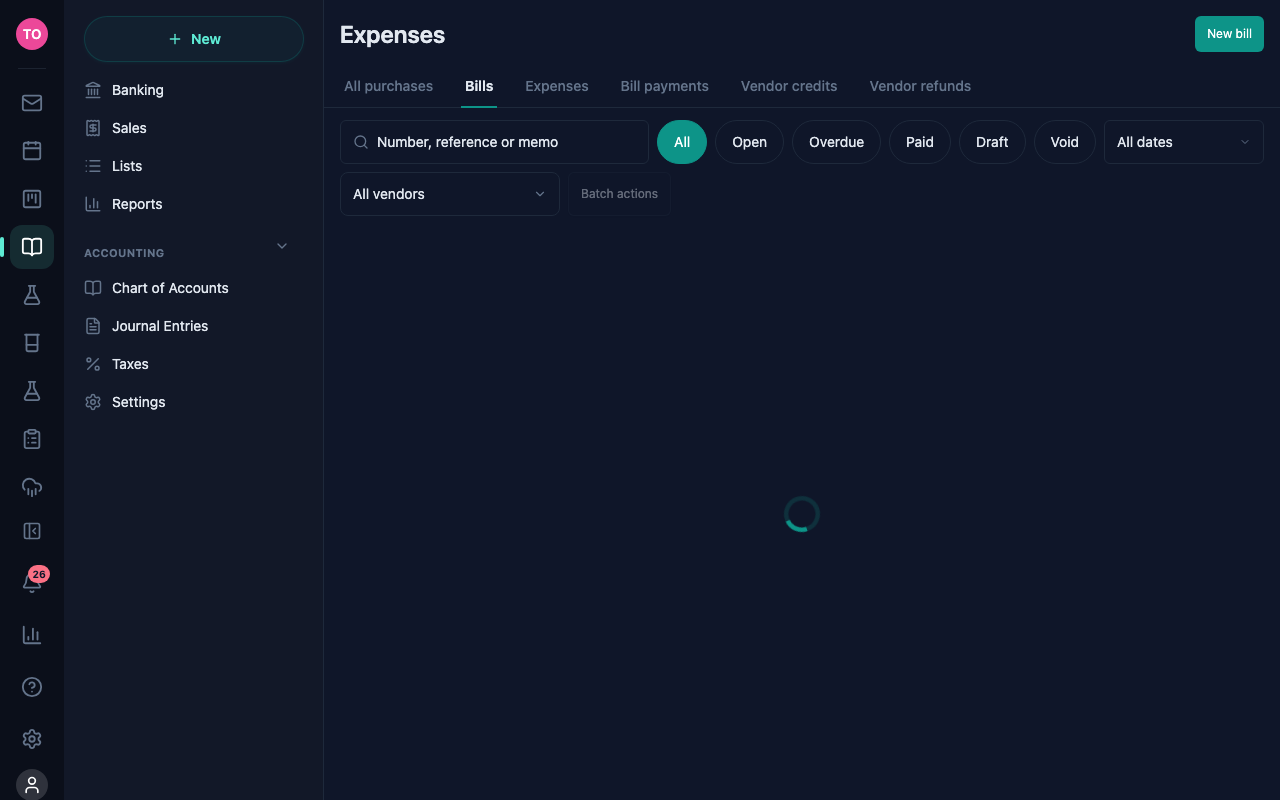 TO
New
Banking
Sales
Lists
Reports
ACCOUNTING
Chart of Accounts
Journal Entries
Taxes
Settings
26
Expenses
New bill
All purchases
Bills
Expenses
Bill payments
Vendor credits
Vendor refunds
Number, reference or memo
All
Open
Overdue
Paid
Draft
Void
All dates
All vendors
Batch actions